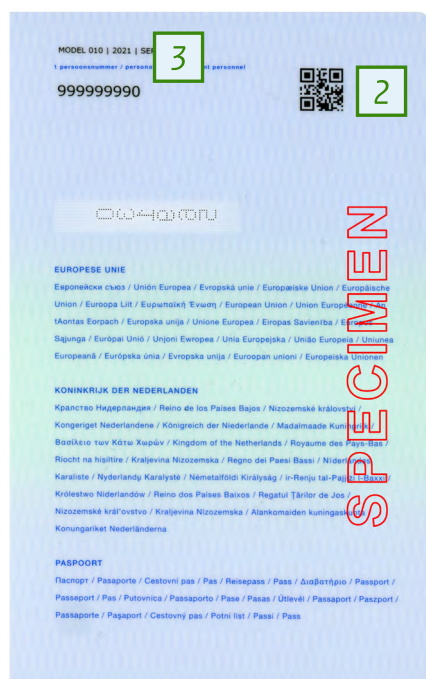 MODEL 010 | 2021 |
3
persoonsnummer / personnel
999999990
2
EUROPESE UNIE
Европейски съюз / Unión Europea / Evropská unie / Europæiske Union / Europäische
Union / Euroopa Liit / Ευρωπαϊκή Ένωση / European Union / Union Européenne / An
tAontas Eorpach / Europska unija / Unione Europea / Eiropas Savienība / Europos
Sąjunga / Európai Unió / Unjoni Ewropea / Unia Europejska / União Europeia / Uniunea
Europeană / Európska únia / Evropska unija / Euroopan unioni / Europeiska Unionen
KONINKRIJK DER NEDERLANDEN
Кралство Нидерландия / Reino de los Países Bajos / Nizozemské království /
Kongeriget Nederlandene / Königreich der Niederlande / Madalmaade Kuningriik /
Βασίλειο των Κάτω Χωρών / Kingdom of the Netherlands / Royaume des Pays-Bas /
Ríocht na hísiltíre / Kraljevina Nizozemska / Regno dei Paesi Bassi / Nīderlandes
Karaliste / Nyderlandų Karalystė / Németalföldi Királyság / ir-Renju tal-Pajjiżi l-Baxxi /
Królestwo Niderlandów / Reino dos Países Baixos / Regatul Țărilor de Jos /
Nizozemské kráľovstvo / Kraljevina Nizozemska / Alankomaiden kuningaskunta /
Konungariket Nederländerna
PASPOORT
Паспорт / Pasaporte / Cestovní pas / Pas / Reisepass / Pass / Διαβατήριο / Passport /
Passeport / Pas / Putovnica / Passaporto / Pase / Pasas / Útlevél / Passaport / Paszport /
Passaporte / Pașaport / Cestovný pas / Potni list / Passi / Pass
SPECIMEN